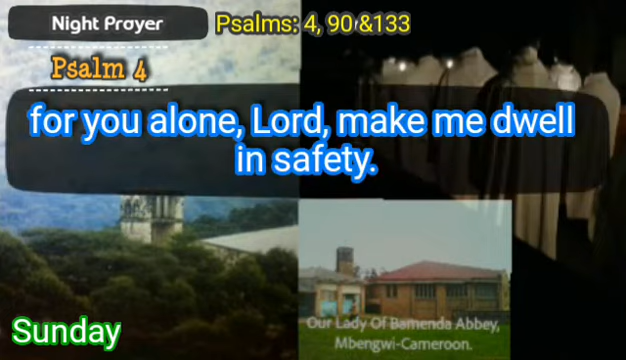 Night Prayer
Psalms: 4, 90 &133
Psalm 4
for you alone, Lord, make me dwell
in safety.
Our Lady Of Bamenda Abbey,
Mbengwi-Cameroon.
Sunday